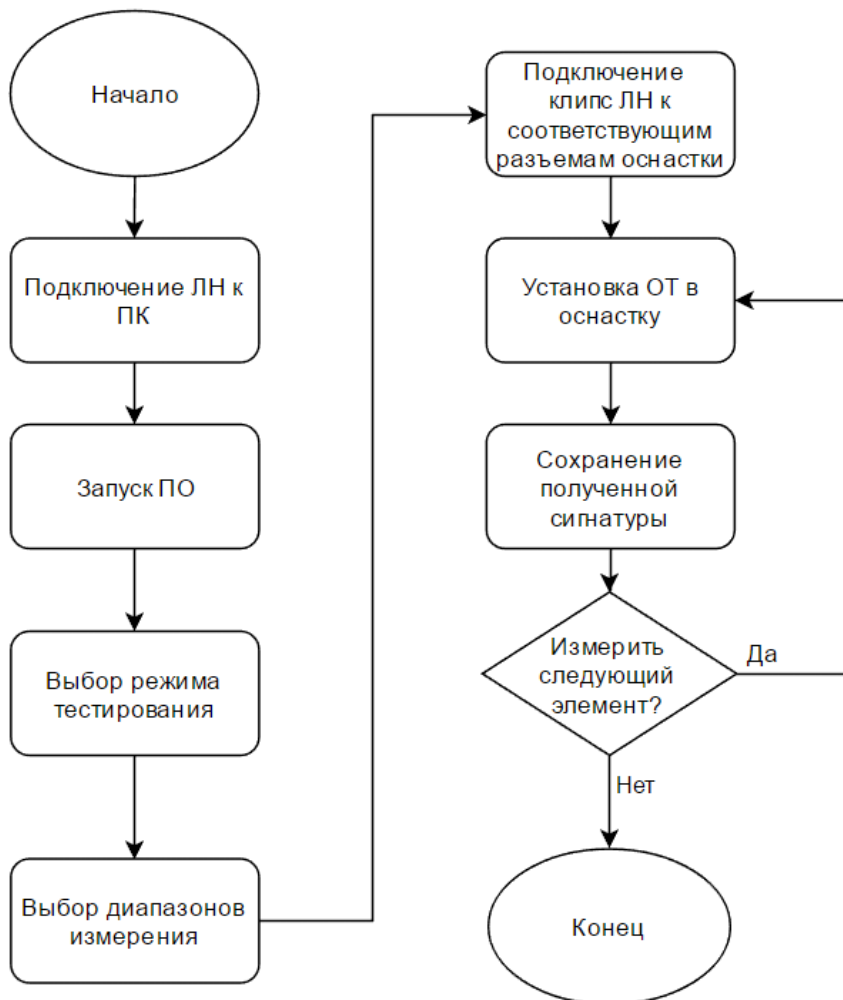 Начало
Подключение ЛН к
ПК
Запуск ПО
Выбор режима
тестирования
Выбор диапазонов
измерения
Подключение
клипс ЛН к
соответствующим
разъемам оснастки
Установка ОТ в
оснастку
Сохранение
полученной
сигнатуры
Измерить
следующий
элемент?
Да
Нет
Конец